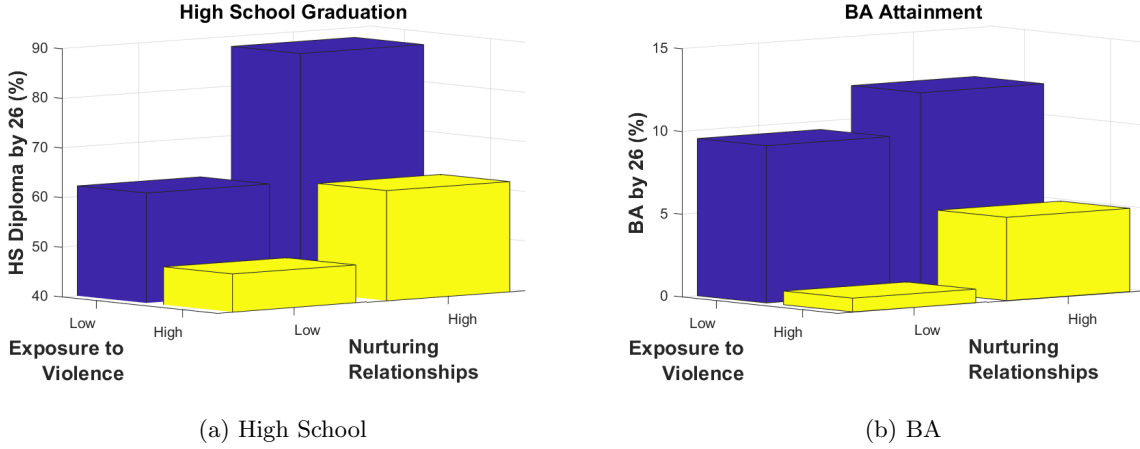 High School Graduation
90
80
70
60
50
40
HS Diploma by 26 (%)
Low
High
Exposure to
Violence
Low
High
Nurturing
Relationships
(a) High School
BA Attainment
15
10
5
0
BA by 26 (%)
Low
High
Exposure to
Violence
Low
High
Nurturing
Relationships
(b) BA